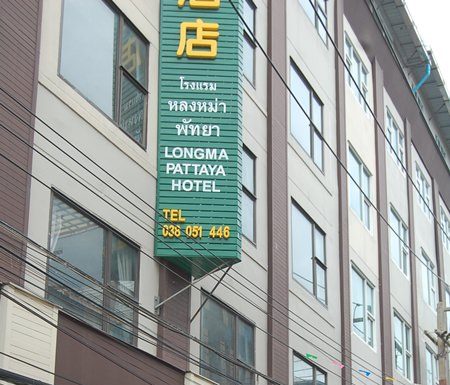 店
โรงแรม
หลงหม่า
พัทยา
LONGMA
PATTAYA
HOTEL
TEL
038 051 446